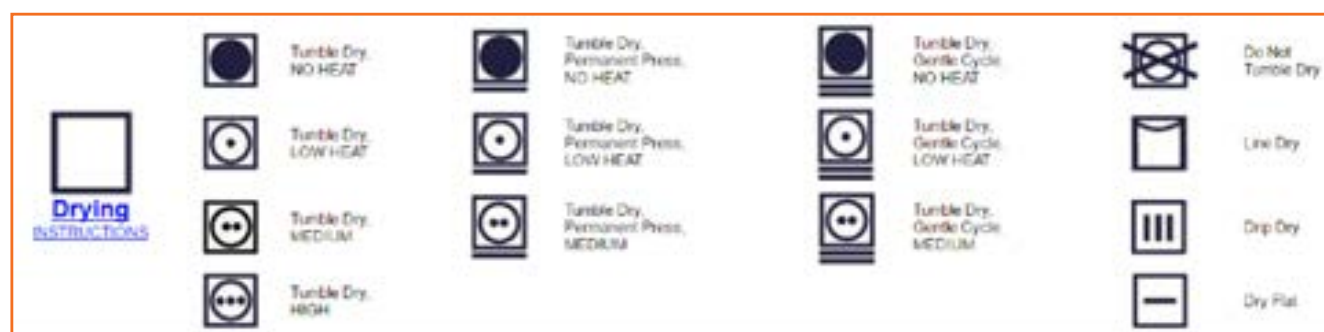 Drying
INSTRUCTIONS
Tumble Dry,
NO HEAT
Tumble Dry,
LOW HEAT
Tumble Dry,
MEDIUM
Tumble Dry,
HIGH
Tumble Dry,
Permanent Press,
NO HEAT
Tumble Dry,
Permanent Press,
LOW HEAT
Tumble Dry,
Permanent Press,
MEDIUM
Tumble Dry,
Gentle Cycle,
NO HEAT
Tumble Dry,
Gentle Cycle,
LOW HEAT
Tumble Dry,
Gentle Cycle,
MEDIUM
Do Not
Tumble Dry
Line Dry
Drip Dry
Dry Flat